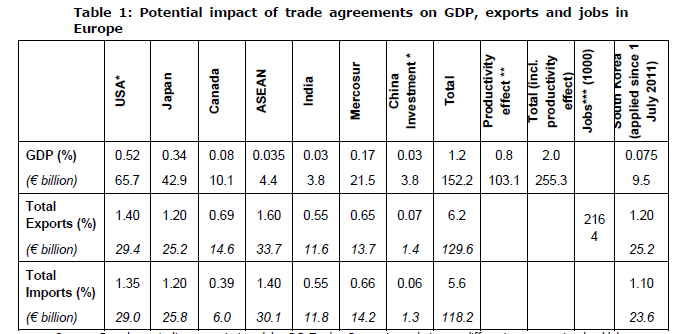 Table 1: Potential impact of trade agreements on GDP, exports and jobs in
Europe
USA* Japan Canada ASEAN India Mercosur China Investment * Total Productivity effect ** Total (incl. productivity effect) Jobs*** (1000) South Korea (applied since 1 July 2011)
GDP (%) 0.52 0.34 0.08 0.035 0.03 0.17 0.03 1.2 0.8 2.0 0.075
(€ billion) 65.7 42.9 10.1 4.4 3.8 21.5 3.8 152.2 103.1 255.3 9.5
Total
Exports (%) 1.40 1.20 0.69 1.60 0.55 0.65 0.07 6.2 216 1.20
4
(€ billion) 29.4 25.2 14.6 33.7 11.6 13.7 1.4 129.6 25.2
Total
Imports (%) 1.35 1.20 0.39 1.40 0.55 0.66 0.06 5.6 1.10
(€ billion) 29.0 25.8 6.0 30.1 11.8 14.2 1.3 118.2 23.6